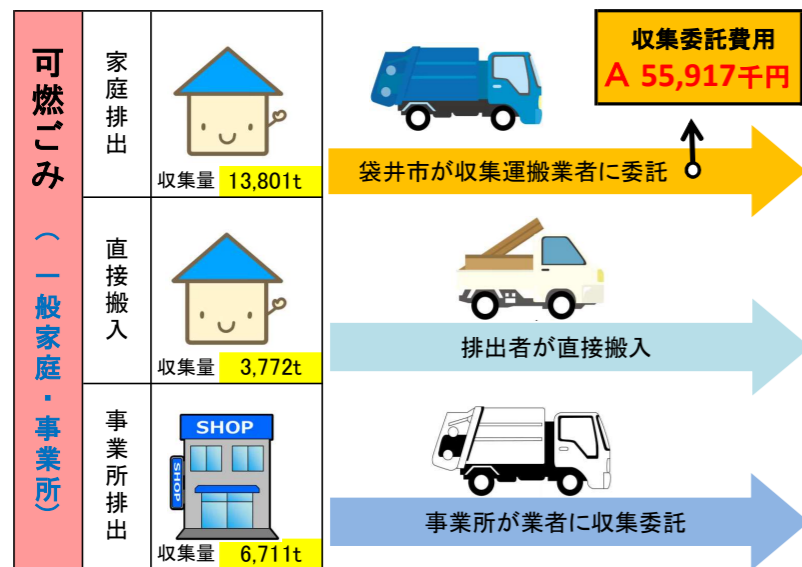 可燃ごみ
（一般家庭・事業所）
家庭排出
収集量 13,801t
袋井市が収集運搬業者に委託
収集委託費用
A 55,917千円
直接搬入
収集量 3,772t
排出者が直接搬入
事業所排出
SHOP
SHOP
収集量 6,711t
事業所が業者に収集委託